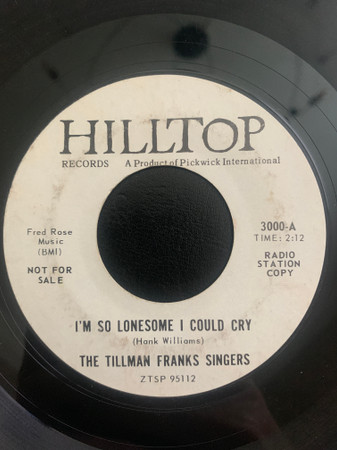 HILLTOP
RECORDS A Product of Pickwick International
Fred Rose
Music
(BMI)
NOT FOR
SALE
3000-A
TIME: 2:12
RADIO
STATION
COPY
I'M SO LONESOME I COULD CRY
(Hank Williams)
THE TILLMAN FRANKS SINGERS
ZTSP 95112